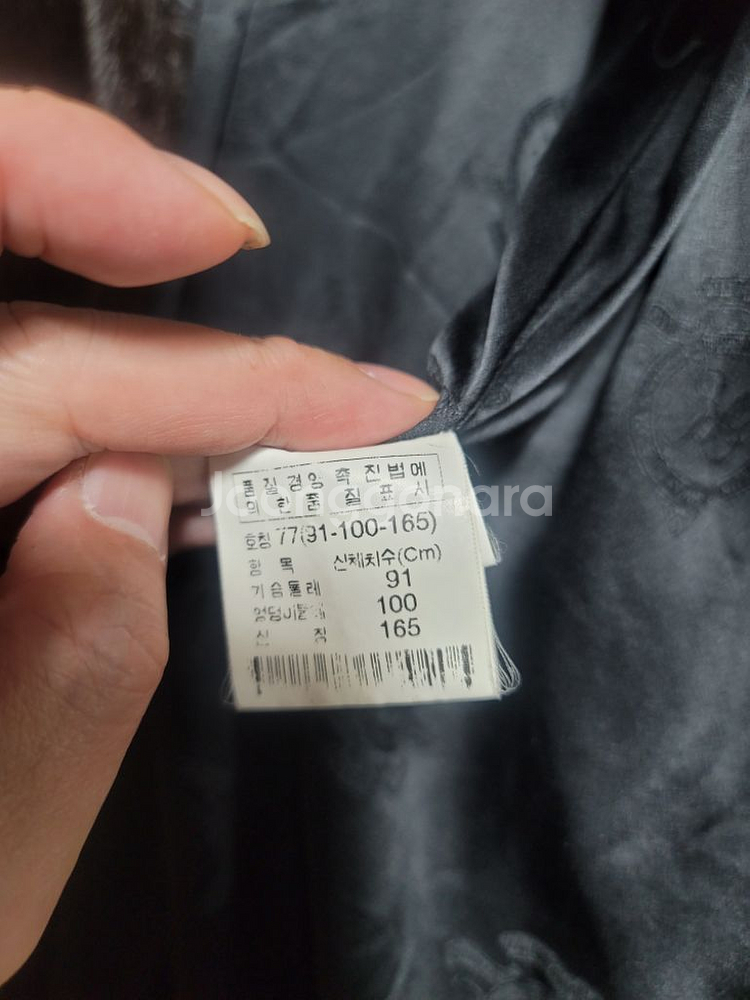 품질경영촉진법에
의한품질표시
호칭 77(91-100-165)
항 목 신체치수(Cm)
가슴둘레 91
엉덩이둘레 100
신 장 165
Joonggonara